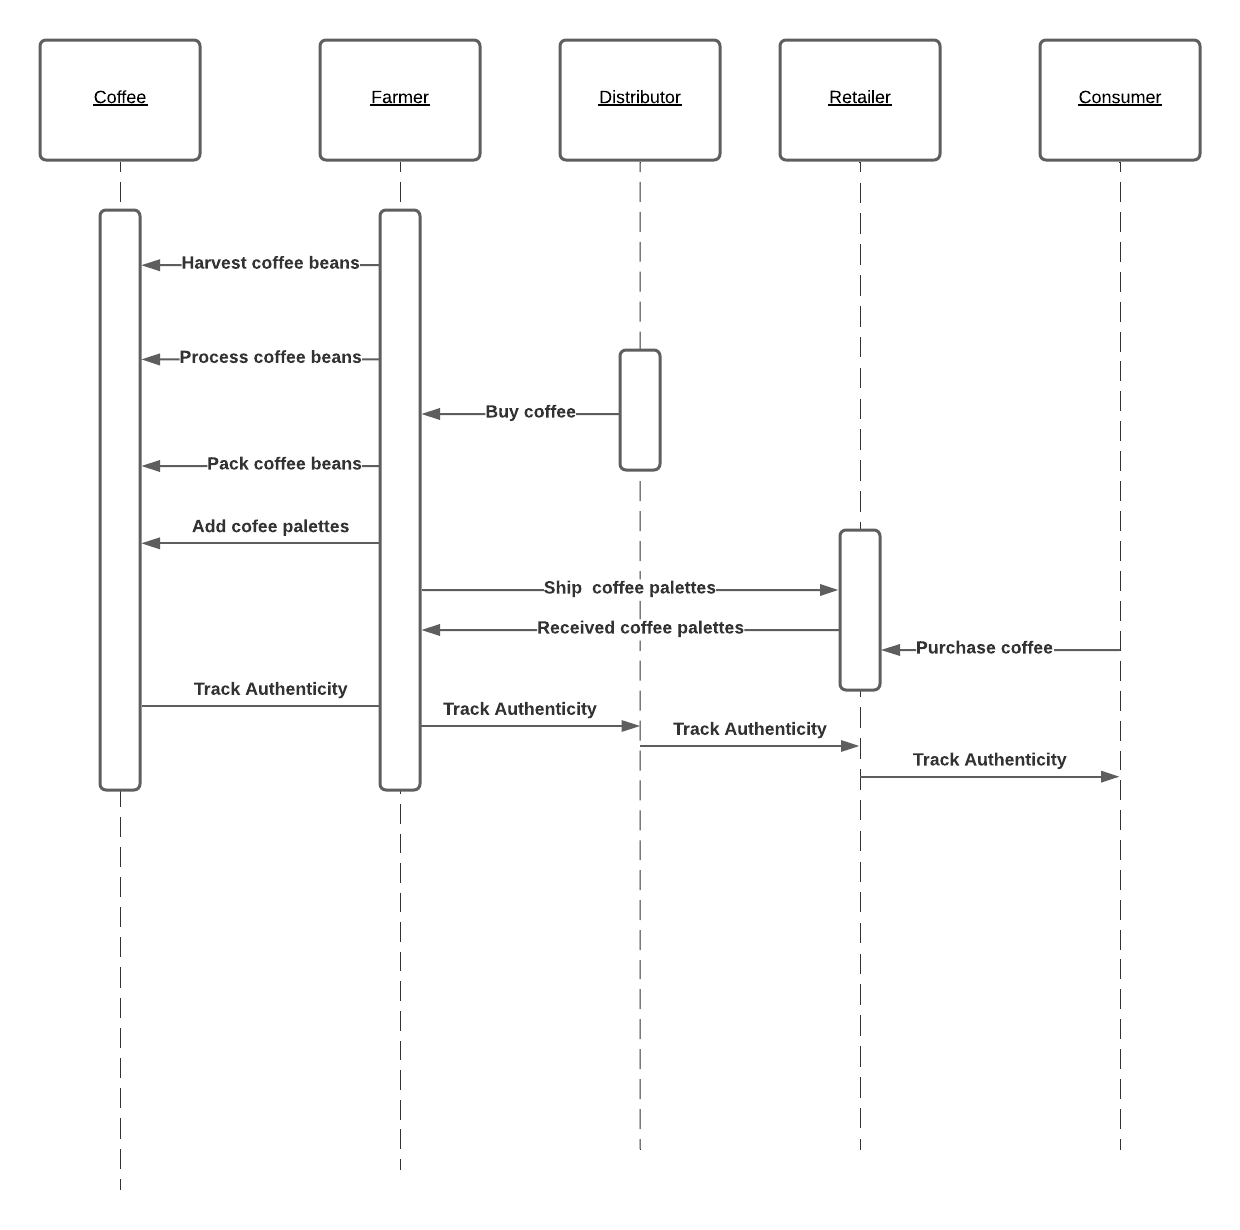 Coffee
Farmer
Distributor
Retailer
Consumer
Harvest coffee beans
Process coffee beans
Buy coffee
Pack coffee beans
Add cofee palettes
Ship  coffee palettes
Received coffee palettes
Purchase coffee
Track Authenticity
Track Authenticity
Track Authenticity
Track Authenticity